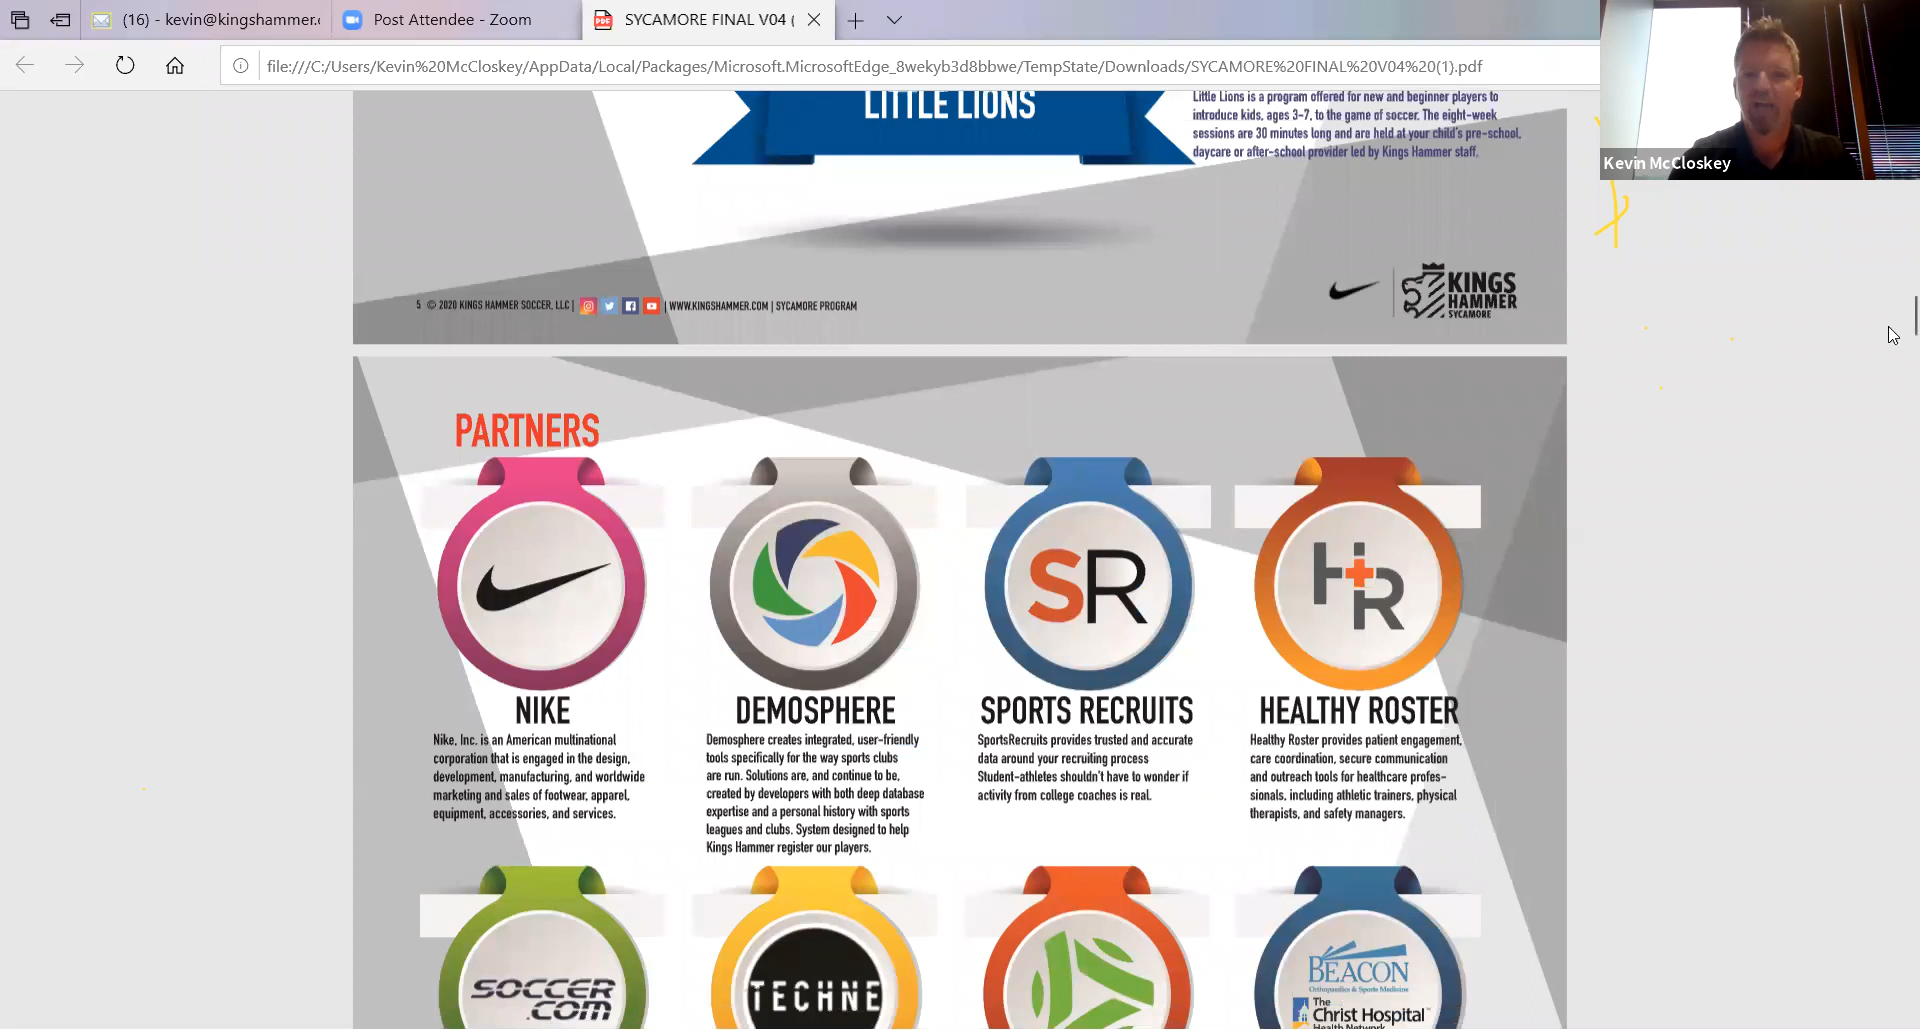 (16) - kevin@kingshammer.c
Post Attendee - Zoom
SYCAMORE FINAL V04 (
file:///C:/Users/Kevin%20McCloskey/AppData/Local/Packages/Microsoft.MicrosoftEdge_8wekyb3d8bbwe/TempState/Downloads/SYCAMORE%20FINAL%20V04%20(1).pdf
Kevin McCloskey
LITTLE LIONS
Little Lions is a program offered for new and beginner players to
introduce kids, ages 3-7, to the game of soccer. The eight-week
sessions are 30 minutes long and are held at your child's pre-school,
daycare or after-school provider led by Kings Hammer staff.
5 © 2020 KINGS HAMMER SOCCER, LLC |
| WWW.KINGSHAMMER.COM | SYCAMORE PROGRAM
KINGS
HAMMER
SYCAMORE
PARTNERS
SR
H+R
NIKE
Nike, Inc. is an American multinational
corporation that is engaged in the design,
development, manufacturing, and worldwide
marketing and sales of footwear, apparel,
equipment, accessories, and services.
DEMOSPHERE
Demosphere creates integrated, user-friendly
tools specifically for the way sports clubs
are run. Solutions are, and continue to be,
created by developers with both deep database
expertise and a personal history with sports
leagues and clubs. System designed to help
Kings Hammer register our players.
SPORTS RECRUITS
SportsRecruits provides trusted and accurate
data around your recruiting process
Student-athletes shouldn't have to wonder if
activity from college coaches is real.
HEALTHY ROSTER
Healthy Roster provides patient engagement,
care coordination, secure communication
and outreach tools for healthcare profes-
sionals, including athletic trainers, physical
therapists, and safety managers.
SOCCER
.COM
TECHNE
BEACON
Orthopaedics & Sports Medicine
The
Christ Hospital
Health Network